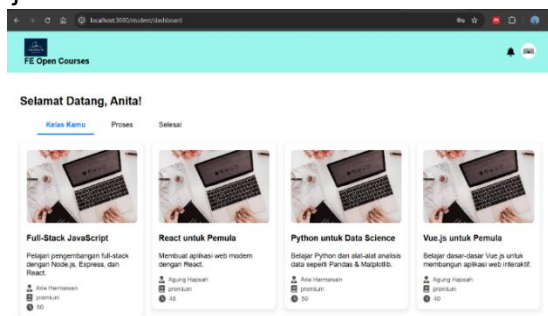 localhost:3000/student/dashboard
FE Open Courses
Selamat Datang, Anita!
Kelas Kamu
Proses
Selesai
Full-Stack JavaScript
Pelajari pengembangan full-stack
dengan Node.js, Express, dan
React.
Arie Hermawan
premium
60
React untuk Pemula
Membuat aplikasi web modern
dengan React.
Agung Hapsah
premium
45
Python untuk Data Science
Belajar Python dan alat-alat analisis
data seperti Pandas & Matplotlib.
Arie Hermawan
premium
50
Vue.js untuk Pemula
Belajar dasar-dasar Vue.js untuk
membangun aplikasi web interaktif.
Agung Hapsah
premium
40